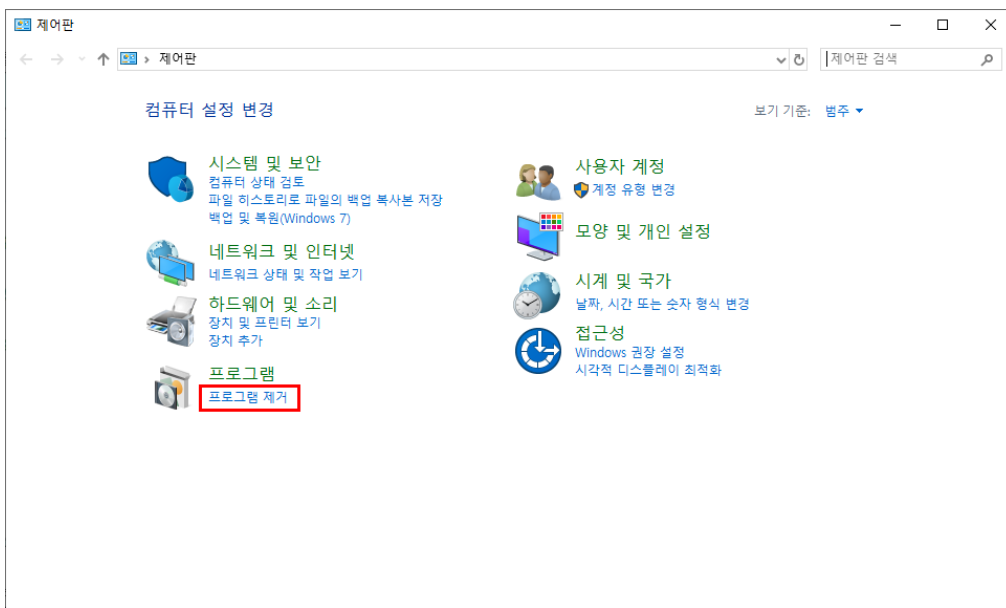 제어판
제어판
제어판 검색
컴퓨터 설정 변경
보기 기준: 범주
시스템 및 보안
컴퓨터 상태 검토
파일 히스토리로 파일의 백업 복사본 저장
백업 및 복원(Windows 7)
네트워크 및 인터넷
네트워크 상태 및 작업 보기
하드웨어 및 소리
장치 및 프린터 보기
장치 추가
프로그램
프로그램 제거
사용자 계정
계정 유형 변경
모양 및 개인 설정
시계 및 국가
날짜, 시간 또는 숫자 형식 변경
접근성
Windows 권장 설정
시각적 디스플레이 최적화